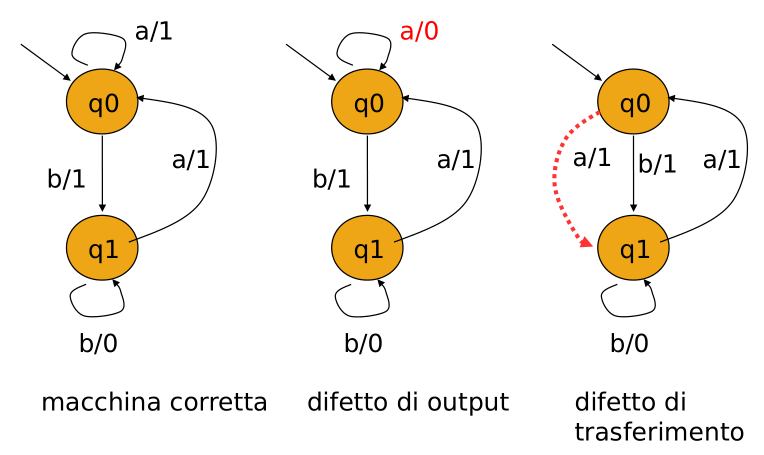 a/1
q0
b/1
a/1
q1
b/0
macchina corretta
a/0
q0
b/1
a/1
q1
b/0
difetto di output
q0
a/1
b/1
a/1
q1
b/0
difetto di
trasferimento